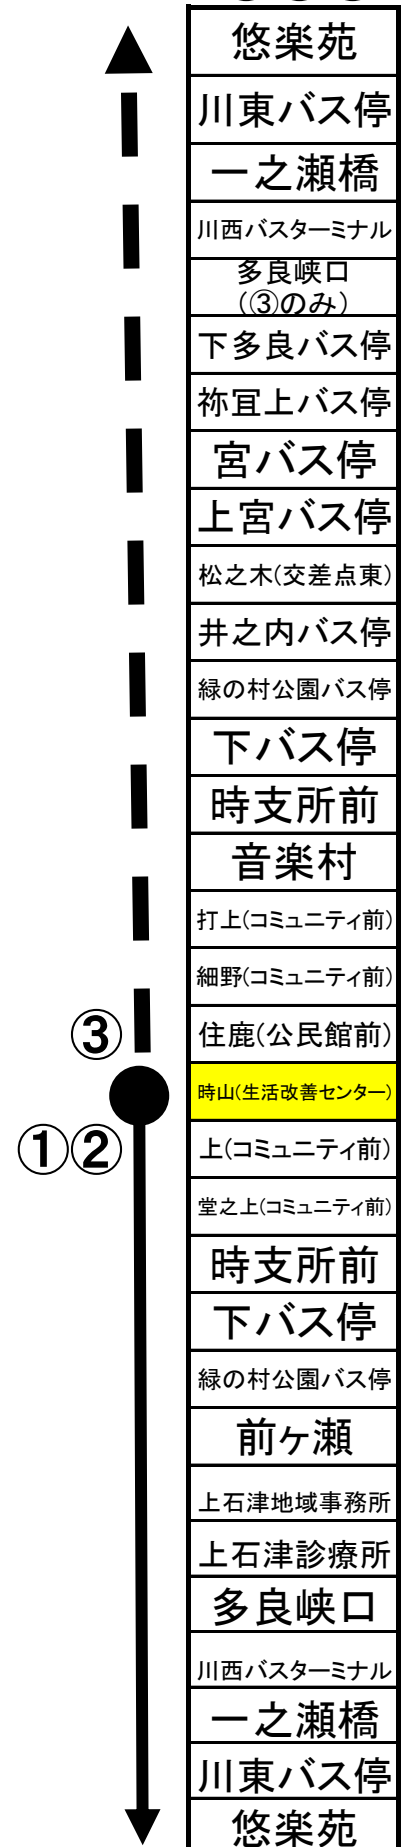 悠楽苑
川東バス停
一之瀬橋
川西バスターミナル
多良峡口
(③のみ)
下多良バス停
祢冝上バス停
宮バス停
上宮バス停
松之木(交差点東)
井之内バス停
緑の村公園バス停
下バス停
時支所前
音楽村
打上(コミュニティ前)
細野(コミュニティ前)
③
住鹿(公民館前)
時山(生活改善センター)
①②
上(コミュニティ前)
堂之上(コミュニティ前)
時支所前
下バス停
緑の村公園バス停
前ヶ瀬
上石津地域事務所
上石津診療所
多良峡口
川西バスターミナル
一之瀬橋
川東バス停
悠楽苑